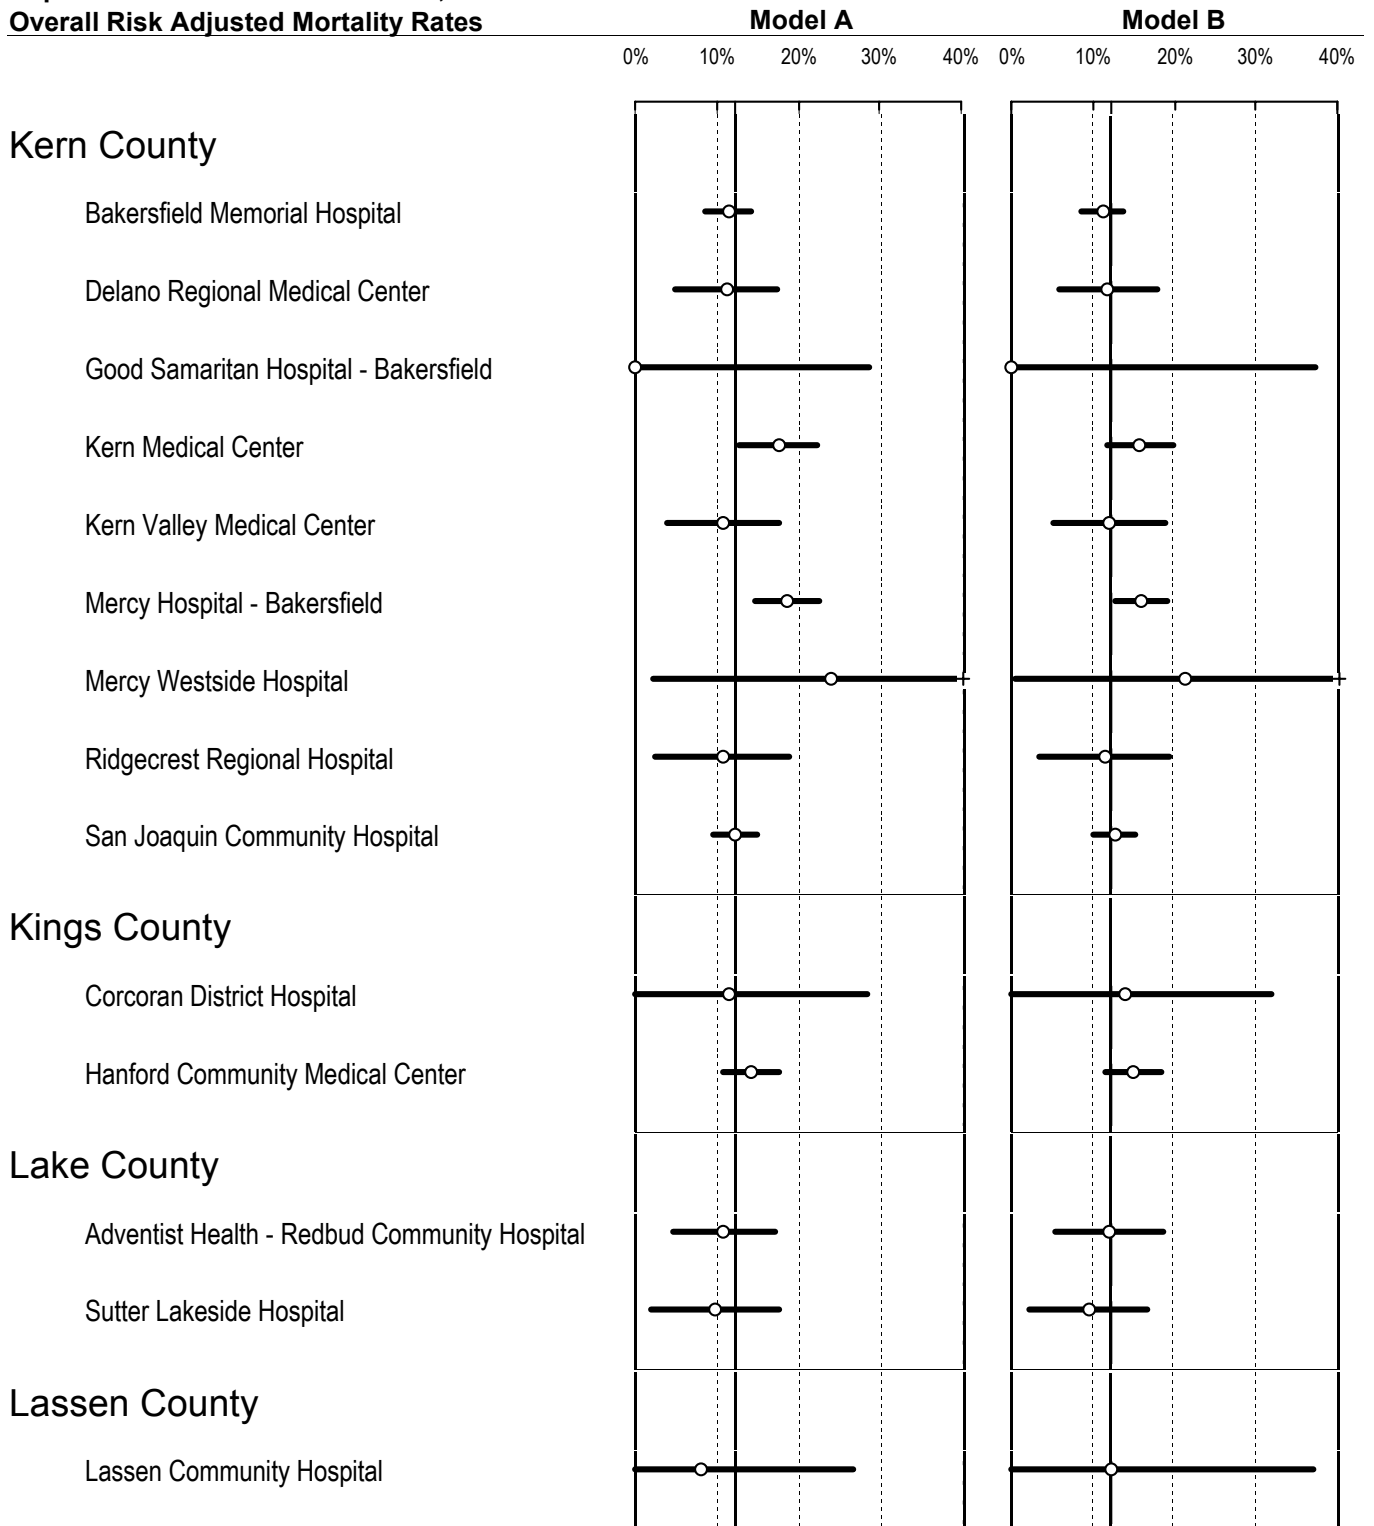 Overall Risk Adjusted Mortality Rates Model A Model B
0% 10% 20% 30% 40% 0% 10% 20% 30% 40%
Kern County
Bakersfield Memorial Hospital
Delano Regional Medical Center
Good Samaritan Hospital - Bakersfield
Kern Medical Center
Kern Valley Medical Center
Mercy Hospital - Bakersfield
Mercy Westside Hospital
Ridgecrest Regional Hospital
San Joaquin Community Hospital
Kings County
Corcoran District Hospital
Hanford Community Medical Center
Lake County
Adventist Health - Redbud Community Hospital
Sutter Lakeside Hospital
Lassen County
Lassen Community Hospital